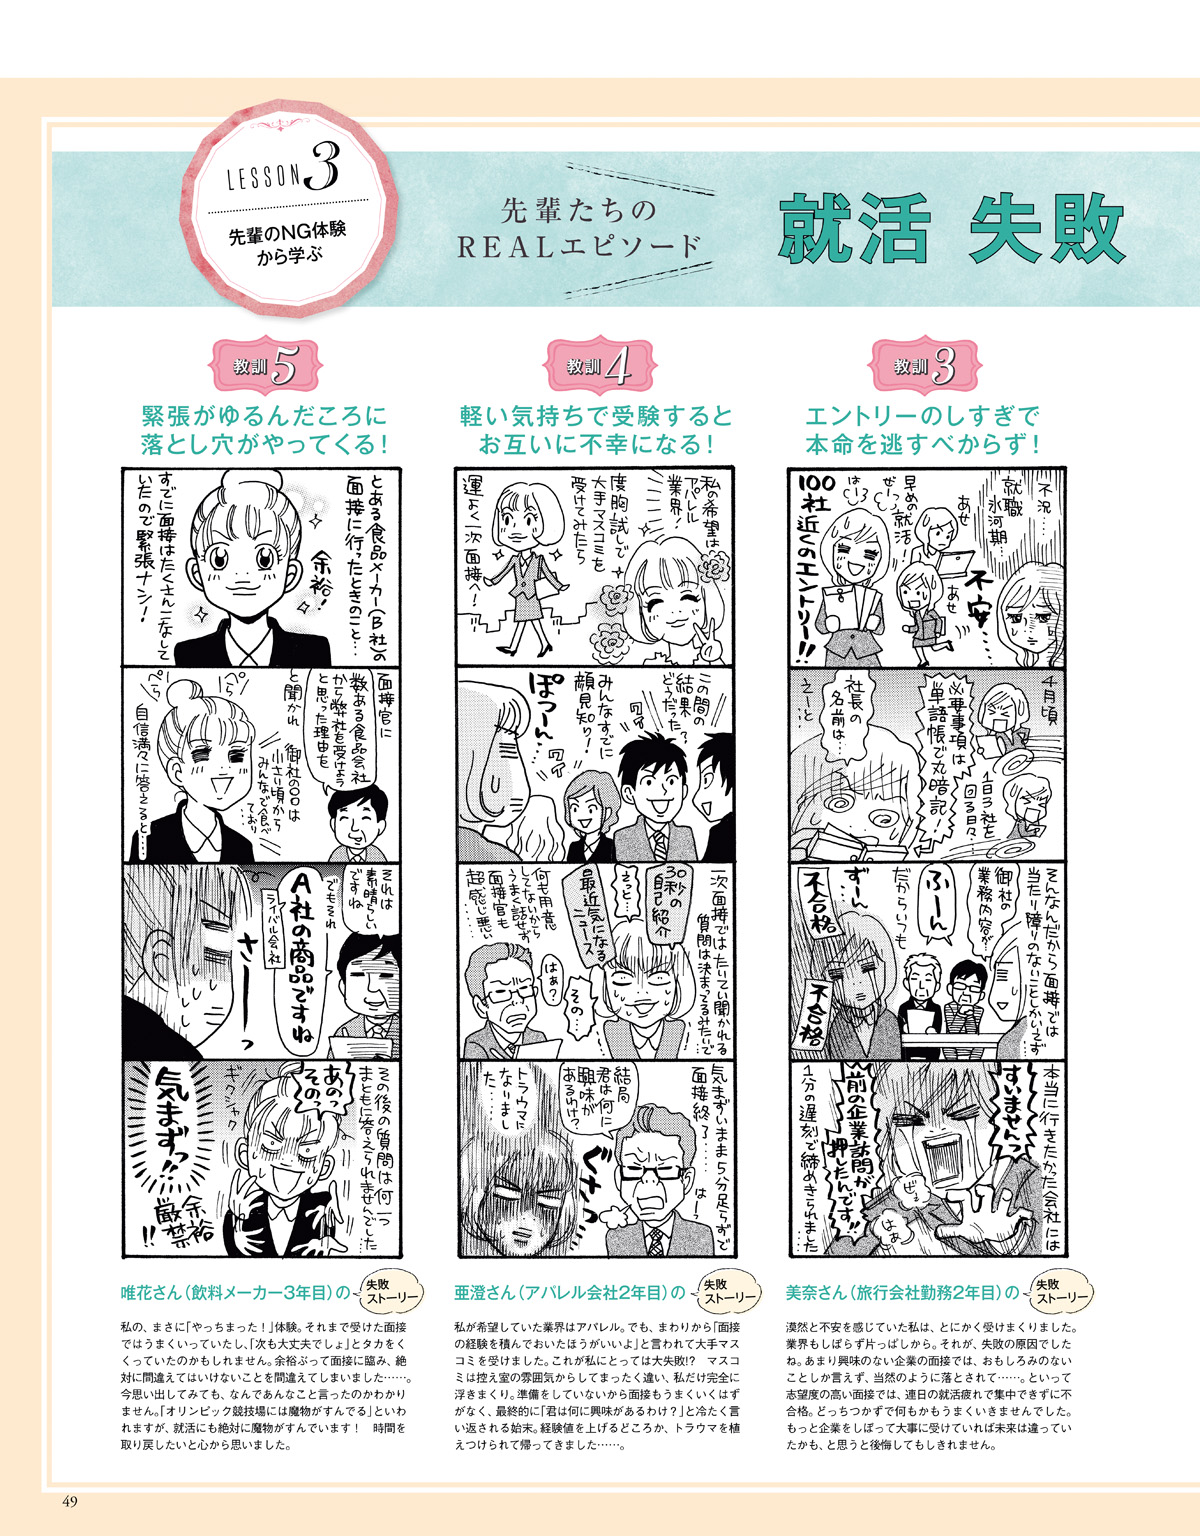 LESSON 3
先輩のNG体験
から学ぶ
先輩たちの
REALエピソード
就活 失敗
教訓3
エントリーのしすぎで
本命を逃すべからず！
不況…
就職
氷河期…
不安…
あせ
あせ
早めの就活！
ぜーっ
はーっ
100社近くのエントリー!!
4月頃
1日3社を
回る日々…
必要事項は
単語帳で丸暗記！
社長の
名前は…
えーと
そんなんだから面接では
当たり障りのないことしかいえず
御社の
業務内容が…
ふーん
だからいつも
ずーん
不合格
不合格
本当に行きたかった会社には
すいませんっ
前の企業訪問が
押たんです!!
はぁ
1分の遅刻で締めきられました
美奈さん（旅行会社勤務2年目）の
失敗
ストーリー
漠然と不安を感じていた私は、とにかく受けまくりました。
業界もしぼらず片っぱしから。それが、失敗の原因でした
ね。あまり興味のない企業の面接では、おもしろみのない
ことしか言えず、当然のように落とされて……。といって
志望度の高い面接では、連日の就活疲れで集中できずに不
合格。どっちつかずで何もかもうまくいきませんでした。
もっと企業をしぼって大事に受けていれば未来は違ってい
たかも、と思うと後悔してもしきれません。
教訓4
軽い気持ちで受験すると
お互いに不幸になる！
私の希望は
アパレル
業界！
度胸試しで
大手マスコミを
受けてみたら
運よく一次面接へ！
この間の
結果
どうだった？
みんなすでに
顔見知り！
ワイ
ワイ
ぽつーん…
一次面接ではたいてい聞かれる
質問は決まってるみたいで
30秒の
自己紹介
えっと…
最近気になる
ニュース
その…
はぁ？
何も用意
してないから
うまく話せず
面接官も
超感じ悪い…
気まずいまま5分足らずで
面接終了…
はーっ
結局
君は何に
興味が
あるわけ？
ぐさっ
トラウマに
なりまし
た…
亜澄さん（アパレル会社2年目）の
失敗
ストーリー
私が希望していた業界はアパレル。でも、まわりから「面接
の経験を積んでおいたほうがいいよ」と言われて大手マス
コミを受けました。これが私にとっては大失敗!?　マスコ
ミは控え室の雰囲気からしてまったく違い、私だけ完全に
浮きまくり。準備をしていないから面接もうまくいくはず
がなく、最終的に「君は何に興味があるわけ？」と冷たく言
い返される始末。経験値を上げるどころか、トラウマを植
えつけられて帰ってきました……。
教訓5
緊張がゆるんだころに
落とし穴がやってくる！
とある食品メーカー（B社）の
面接に行ったときのこと…
余裕！
すでに面接はたくさんこなして
いたので緊張ナシ！
面接官に
数ある食品会社
から弊社を受けよう
と思った理由を
と聞かれ
御社の○○は
小さい頃から
みんなで食べ
ており
ぺら
ぺら
自信満々に答えると…
それは
素晴らしい
ですね
でもそれ
A社の商品ですね
ライバル会社
さーーっ
その後の質問は何一つ
まともに答えられませんでした…
あのっ
そのっ
ギクシャク
気まずっ!!
余裕
厳禁!!
唯花さん（飲料メーカー3年目）の
失敗
ストーリー
私の、まさに「やっちまった！」体験。それまで受けた面接
ではうまくいっていたし、「次も大丈夫でしょ」とタカをく
くっていたのかもしれません。余裕ぶって面接に臨み、絶
対に間違えてはいけないことを間違えてしまいました……。
今思い出してみても、なんであんなこと言ったのかわかり
ません。「オリンピック競技場には魔物がすんでる」といわ
れますが、就活にも絶対に魔物がすんでいます！　時間を
取り戻したいと心から思いました。
49